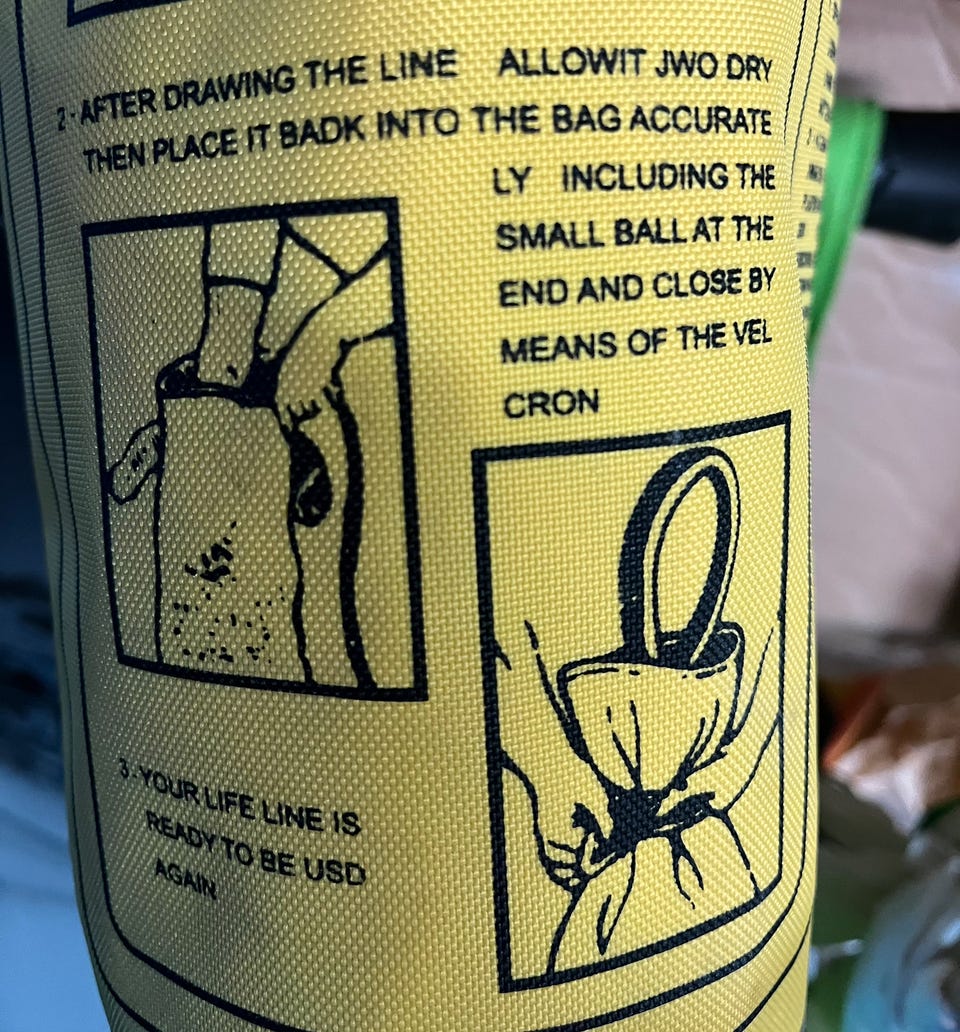 2-AFTER DRAWING THE LINE ALLOWIT JWO DRY
THEN PLACE IT BADK INTO THE BAG ACCURATE
LY INCLUDING THE
SMALL BALL AT THE
END AND CLOSE BY
MEANS OF THE VEL
CRON
3-YOUR LIFE LINE IS
READY TO BE USD
AGAIN